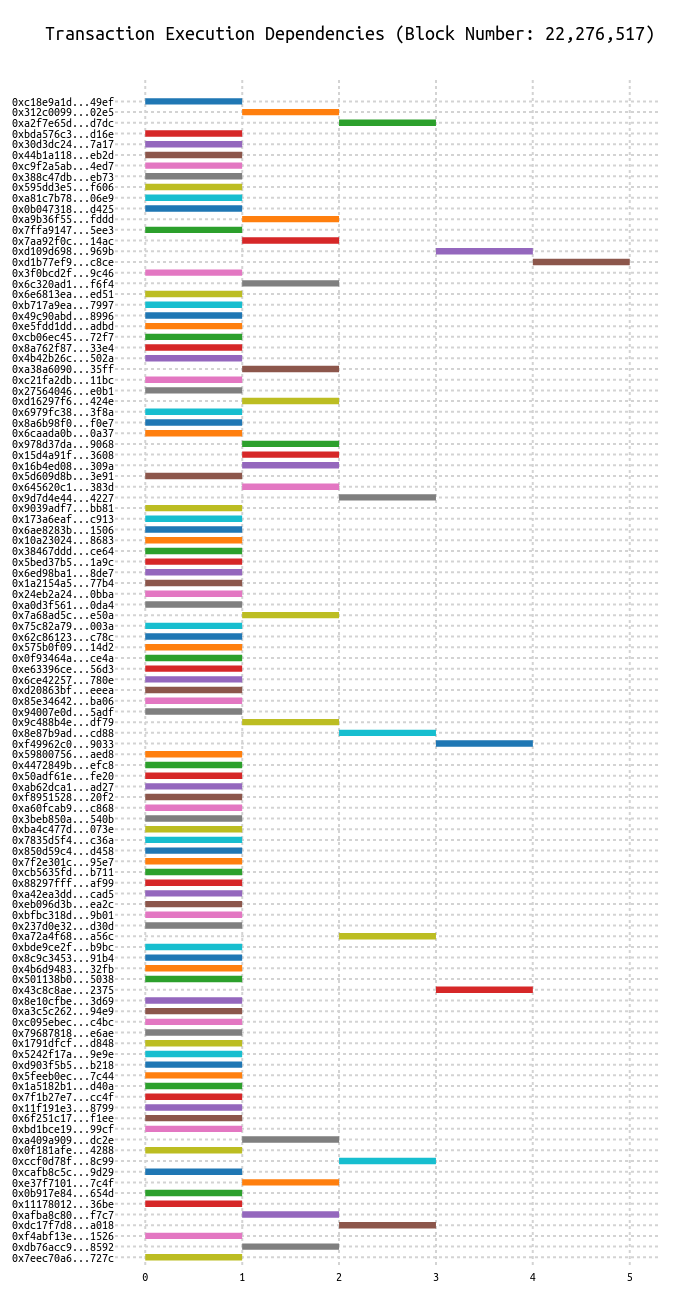 Transaction Execution Dependencies (Block Number: 22,276,517)
0xc18e9a1d...49ef
0x312c0099...02e5
0xa2f7e65d...d7dc
0xbda576c3...d16e
0x30d3dc24...7a17
0x44b1a118...eb2d
0xc9f2a5ab...4ed7
0x388c47db...eb73
0x595dd3e5...f606
0xa81c7b78...06e9
0x0b047318...d425
0xa9b36f55...fddd
0x7ffa9147...5ee3
0x7aa92f0c...14ac
0xd109d698...969b
0xd1b77ef9...c8ce
0x3f0bcd2f...9c46
0x6c320ad1...f6f4
0x6e6813ea...ed51
0xb717a9ea...7997
0x49c90abd...8996
0xe5fdd1dd...adbd
0xcb06ec45...72f7
0x8a762f87...33e4
0x4b42b26c...502a
0xa38a6090...35ff
0xc21fa2db...11bc
0x27564046...e0b1
0xd16297f6...424e
0x6979fc38...3f8a
0x8a6b98f0...f0e7
0x6caada0b...0a37
0x978d37da...9068
0x15d4a91f...3608
0x16b4ed08...309a
0x5d609d8b...3e91
0x645620c1...383d
0x9d7d4e44...4227
0x9039adf7...bb81
0x173a6eaf...c913
0x6ae8283b...1506
0x10a23024...8683
0x38467ddd...ce64
0x5bed37b5...1a9c
0x6ed98ba1...8de7
0x1a2154a5...77b4
0x24eb2a24...0bba
0xa0d3f561...0da4
0x7a68ad5c...e50a
0x75c82a79...003a
0x62c86123...c78c
0x575b0f09...14d2
0x0f93464a...ce4a
0xe63396ce...56d3
0x6ce42257...780e
0xd20863bf...eeea
0x85e34642...ba06
0x94007e0d...5adf
0x9c488b4e...df79
0x8e87b9ad...cd88
0xf49962c0...9033
0x59800756...aed8
0x4472849b...efc8
0x50adf61e...fe20
0xab62dca1...ad27
0xf8951528...20f2
0xa60fcab9...c868
0x3beb850a...540b
0xba4c477d...073e
0x7835d5f4...c36a
0x850d59c4...d458
0x7f2e301c...95e7
0xcb5635fd...b711
0x88297fff...af99
0xa42ea3dd...cad5
0xeb096d3b...ea2c
0xbfbc318d...9b01
0x237d0e32...d30d
0xa72a4f68...a56c
0xbde9ce2f...b9bc
0x8c9c3453...91b4
0x4b6d9483...32fb
0x501138b0...5038
0x43c8c8ae...2375
0x8e10cfbe...3d69
0xa3c5c262...94e9
0xc095ebec...c4bc
0x79687818...e6ae
0x1791dfcf...d848
0x5242f17a...9e9e
0xd903f5b5...b218
0x5feeb0ec...7c44
0x1a5182b1...d40a
0x7f1b27e7...cc4f
0x11f191e3...8799
0x6f251c17...f1ee
0xbd1bce19...99cf
0xa409a909...dc2e
0x0f181afe...4288
0xccf0d78f...8c99
0xcafb8c5c...9d29
0xe37f7101...7c4f
0x0b917e84...654d
0x11178012...36be
0xafba8c80...f7c7
0xdc17f7d8...a018
0xf4abf13e...1526
0xdb76acc9...8592
0x7eec70a6...727c
0 1 2 3 4 5